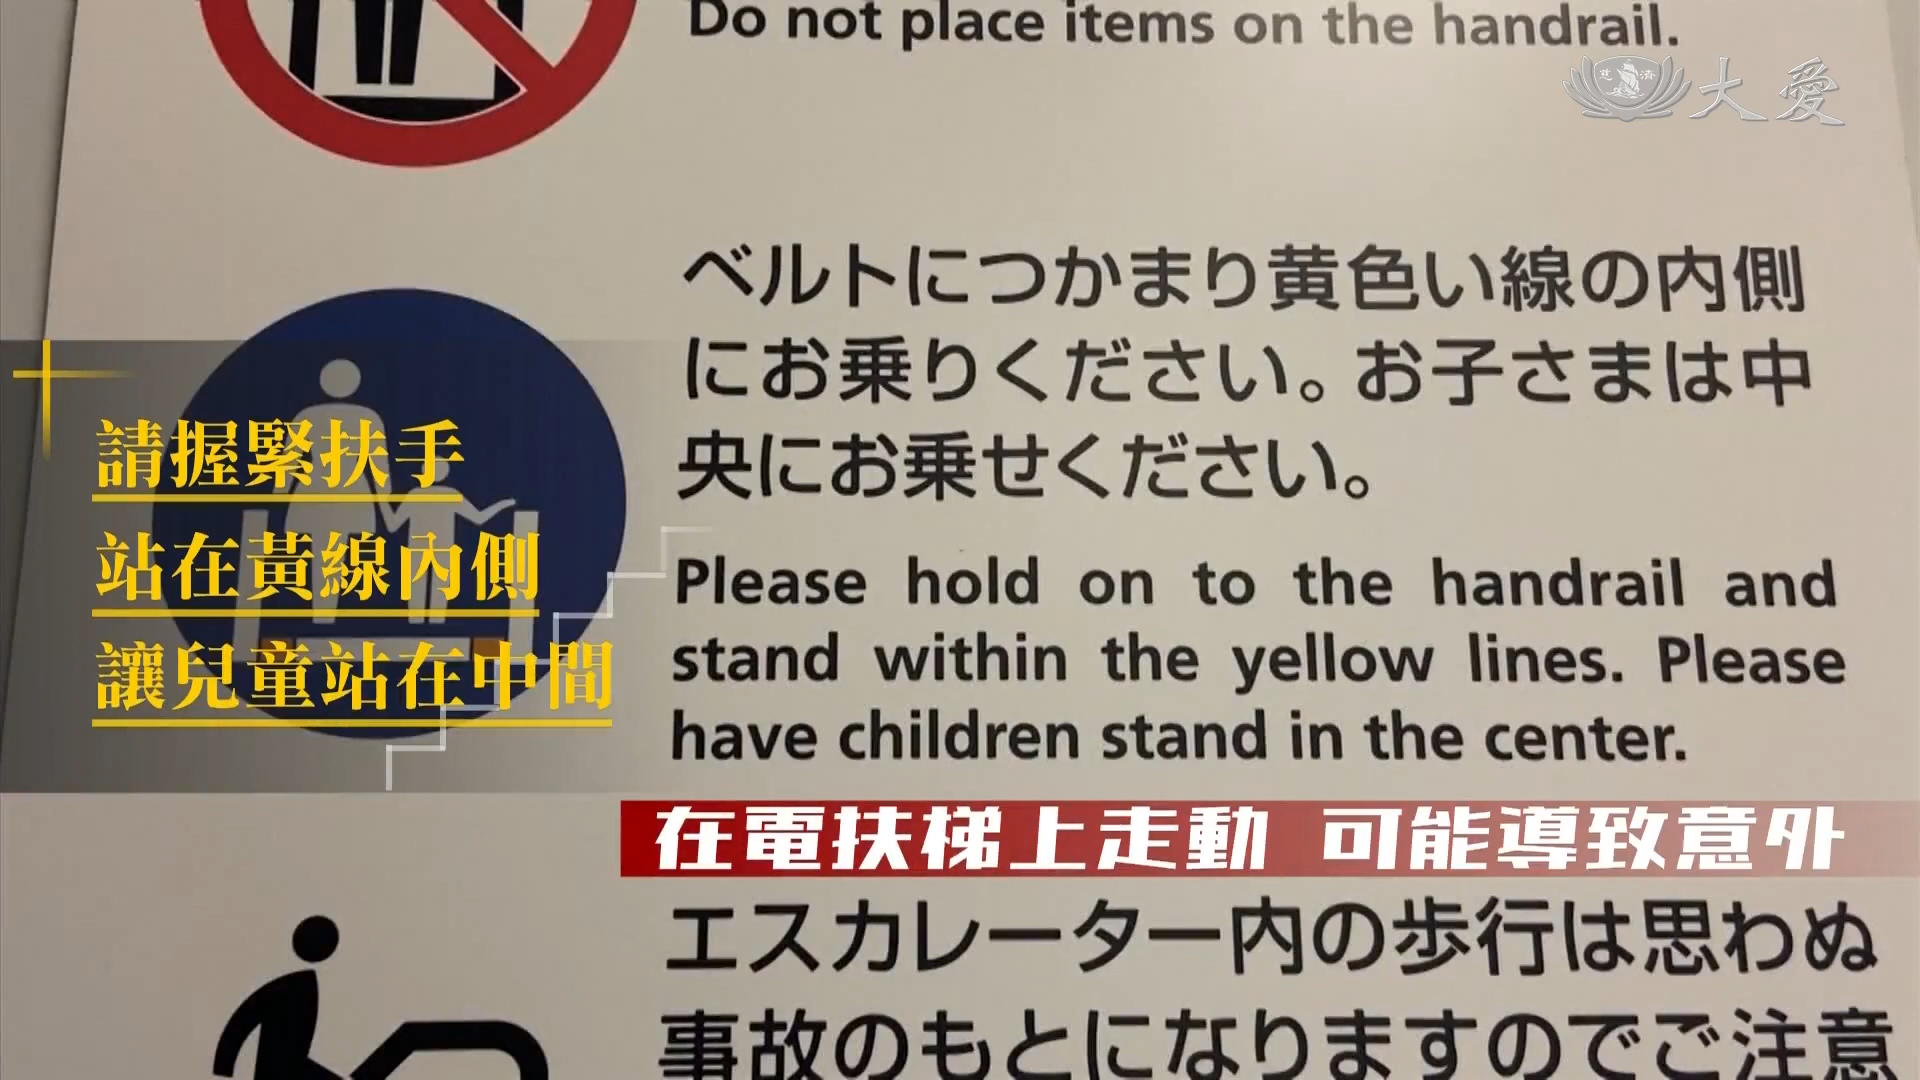 Do not place items on the handrail.
慈濟
大愛
ベルトにつかまり黄色い線の内側
にお乗りください。お子さまは中
央にお乗せください。
請握緊扶手
站在黃線內側
讓兒童站在中間
Please hold on to the handrail and
stand within the yellow lines. Please
have children stand in the center.
在電扶梯上走動 可能導致意外
エスカレーター内の歩行は思わぬ
事故のもとになりますのでご注意